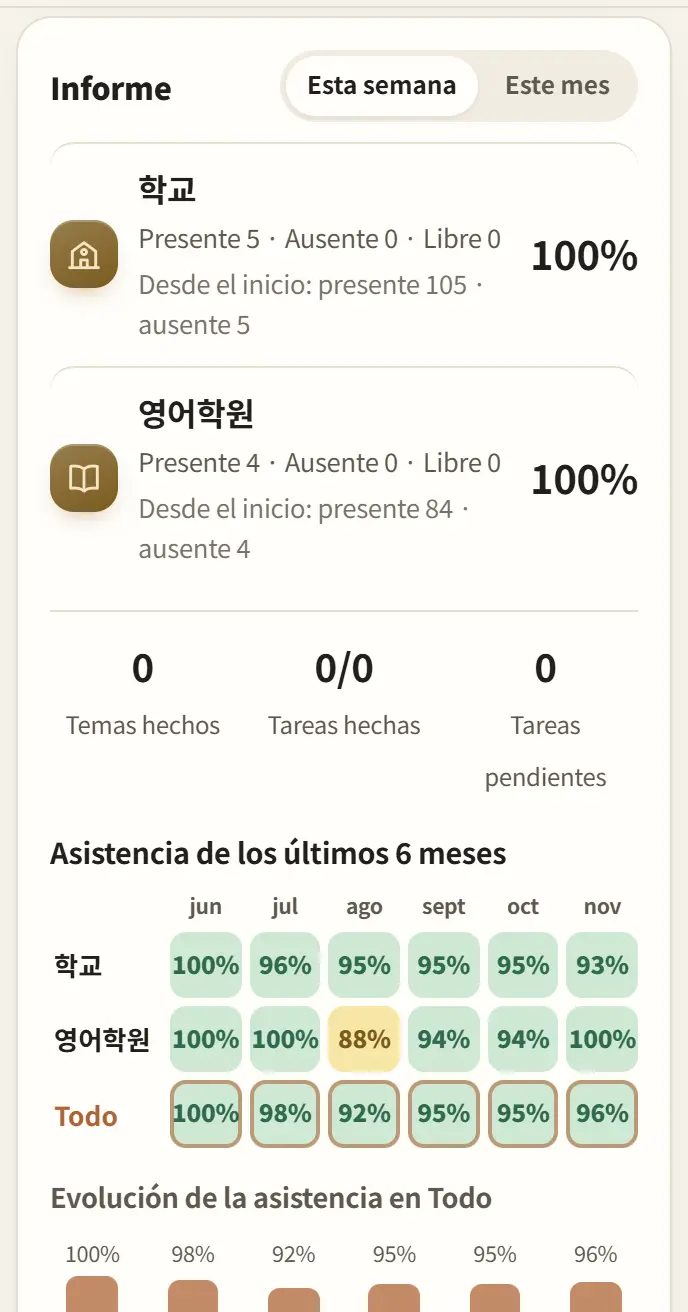 Informe
Esta semana
Este mes
학교
Presente 5 · Ausente 0 · Libre 0
100%
Desde el inicio: presente 105 ·
ausente 5
영어학원
Presente 4 · Ausente 0 · Libre 0
100%
Desde el inicio: presente 84 ·
ausente 4
0
0/0
0
Temas hechos
Tareas hechas
Tareas
pendientes
Asistencia de los últimos 6 meses
jun jul ago sept oct nov
학교 100% 96% 95% 95% 95% 93%
영어학원 100% 100% 88% 94% 94% 100%
Todo 100% 98% 92% 95% 95% 96%
Evolución de la asistencia en Todo
100% 98% 92% 95% 95% 96%